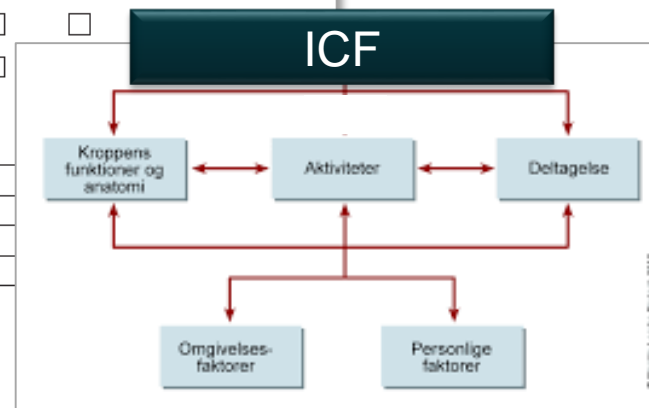 ICF
Kroppens
funktioner og
anatomi
Aktiviteter
Deltagelse
Omgivelses-
faktorer
Personlige
faktorer